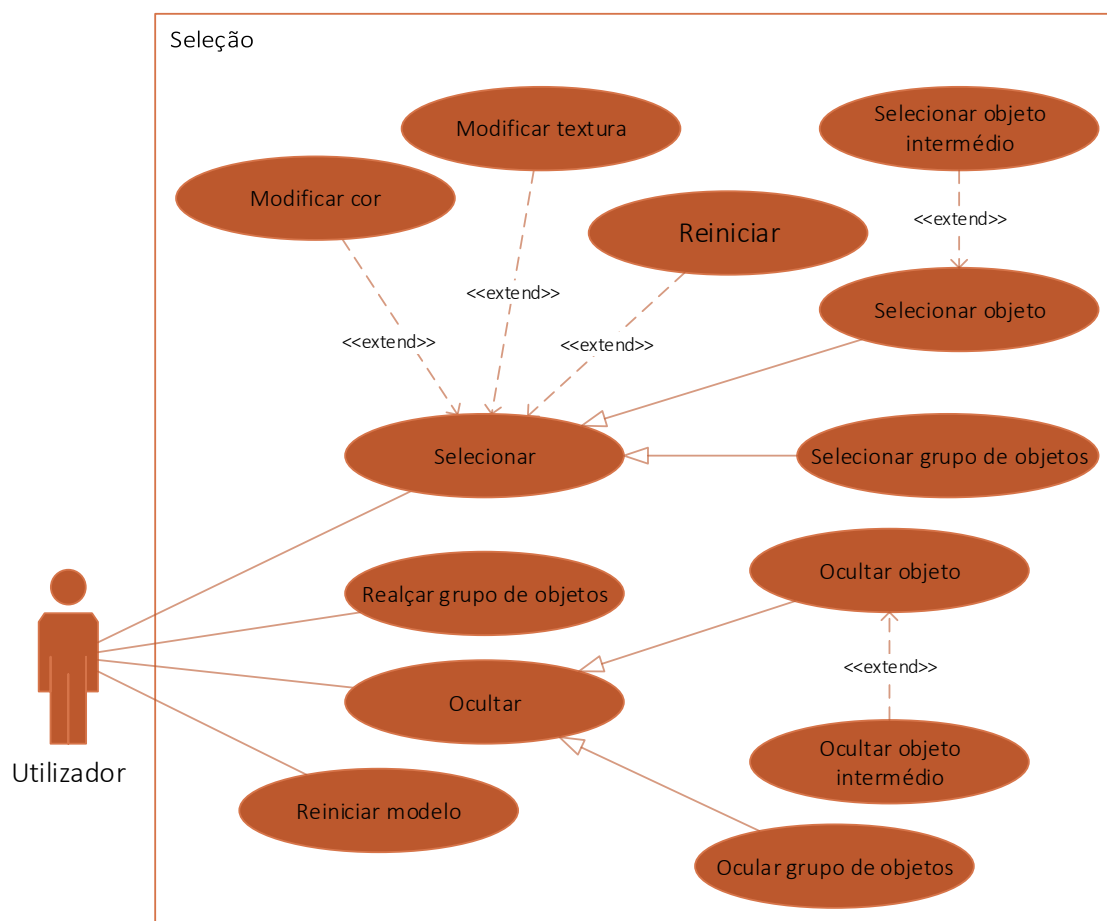 Seleção
Modificar textura
Selecionar objeto
intermédio
Modificar cor
<<extend>>
Reiniciar
<<extend>>
Selecionar objeto
<<extend>>
<<extend>>
Selecionar
Selecionar grupo de objetos
Ocultar objeto
Realçar grupo de objetos
<<extend>>
Ocultar
Ocultar objeto
intermédio
Utilizador
Reiniciar modelo
Ocular grupo de objetos